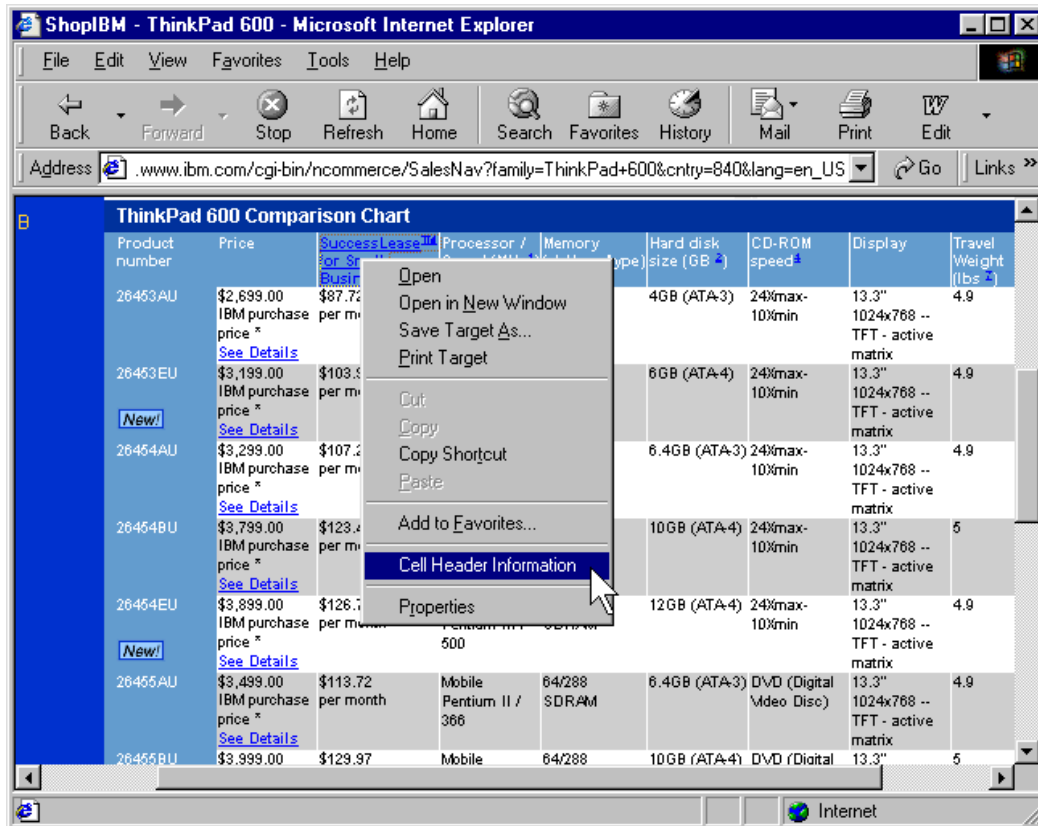 ShopIBM - ThinkPad 600 - Microsoft Internet Explorer
File Edit View Favorites Tools Help
Back Forward Stop Refresh Home Search Favorites History Mail Print Edit
Address .www.ibm.com/cgi-bin/ncommerce/SalesNav?family=ThinkPad+600&cntry=840&lang=en_US Go Links »
B
ThinkPad 600 Comparison Chart
Product Price SuccessLease Processor / Memory Hard disk CD-ROM Display Travel
number for type) size (GB 2) speed4 Weight
(lbs 7)
26453AU $2,699.00 $87.72 4GB (ATA-3) 24Xmax- 13.3" 4.9
IBM purchase per 10Xmin 1024x768 --
price * TFT - active
See Details matrix
26453EU $3,199.00 6GB (ATA-4) 24Xmax- 13.3" 4.9
IBM purchase per 10Xmin 1024x768 --
New! price * TFT - active
See Details matrix
26454AU $3,299.00 6.4GB (ATA-3) 24Xmax- 13.3" 4.9
IBM purchase per 10Xmin 1024x768 --
price * TFT - active
See Details matrix
26454BU $3,799.00 10GB (ATA-4) 24Xmax- 13.3" 5
IBM purchase per 10Xmin 1024x768 --
price * TFT - active
See Details matrix
26454EU $3,899.00 12GB (ATA-4) 24Xmax- 13.3" 4.9
IBM purchase per month 10Xmin 1024x768 --
New! price * 500 TFT - active
See Details matrix
26455AU $3,499.00 $113.72 Mobile 64/288 6.4GB (ATA-3) DVD (Digital 13.3" 4.9
IBM purchase per month Pentium II / SDRAM Video Disc) 1024x768 --
price * 366 TFT - active
See Details matrix
26455BU $3,999.00 $129.97 Mobile 64/288 10GB (ATA-4) DVD (Digital 13.3" 5
Open
Open in New Window
Save Target As...
Print Target
Cut
Copy
Copy Shortcut
Paste
Add to Favorites...
Cell Header Information
Properties
Internet